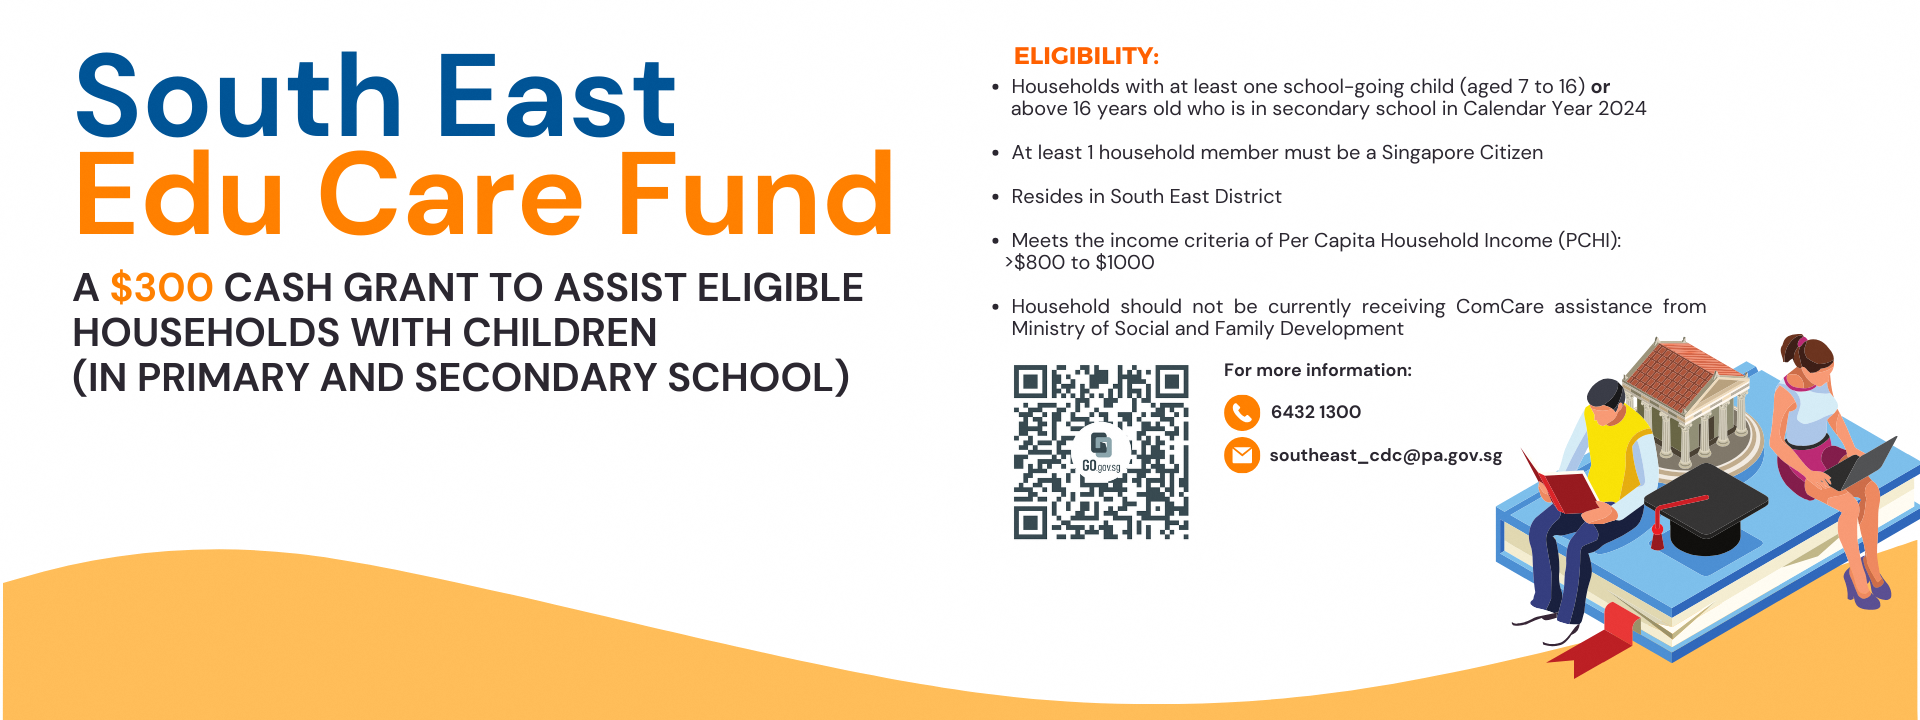 South East
Edu Care Fund
A $300 CASH GRANT TO ASSIST ELIGIBLE
HOUSEHOLDS WITH CHILDREN
(IN PRIMARY AND SECONDARY SCHOOL)
ELIGIBILITY:
• Households with at least one school-going child (aged 7 to 16) or
above 16 years old who is in secondary school in Calendar Year 2024
• At least 1 household member must be a Singapore Citizen
• Resides in South East District
• Meets the income criteria of Per Capita Household Income (PCHI):
>$800 to $1000
• Household should not be currently receiving ComCare assistance from
Ministry of Social and Family Development
GO.gov.sg
For more information:
6432 1300
southeast_cdc@pa.gov.sg